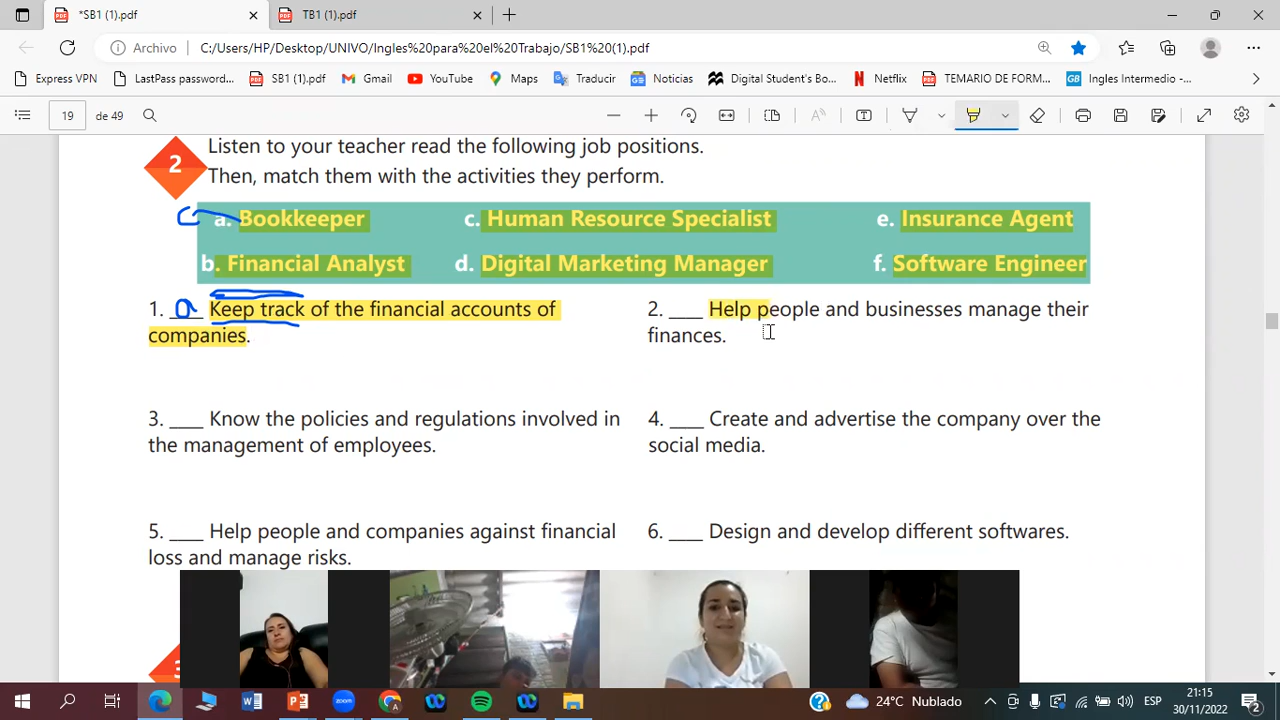 *SB1 (1).pdf
TB1 (1).pdf
Archivo
C:/Users/HP/Desktop/UNIVO/Ingles%20para%20el%20Trabajo/SB1%20(1).pdf
Express VPN
LastPass password...
SB1 (1).pdf
Gmail
YouTube
Maps
Traducir
Noticias
Digital Student's Bo...
Netflix
TEMARIO DE FORM...
Ingles Intermedio -...
19
de 49
2
Listen to your teacher read the following job positions.
Then, match them with the activities they perform.
a. Bookkeeper
c. Human Resource Specialist
e. Insurance Agent
b. Financial Analyst
d. Digital Marketing Manager
f. Software Engineer
1. ____ a Keep track of the financial accounts of
companies.
2. ____ Help people and businesses manage their
finances.
3. ____ Know the policies and regulations involved in
the management of employees.
4. ____ Create and advertise the company over the
social media.
5. ____ Help people and companies against financial
loss and manage risks.
6. ____ Design and develop different softwares.
24°C Nublado
ESP
21:15
30/11/2022
2